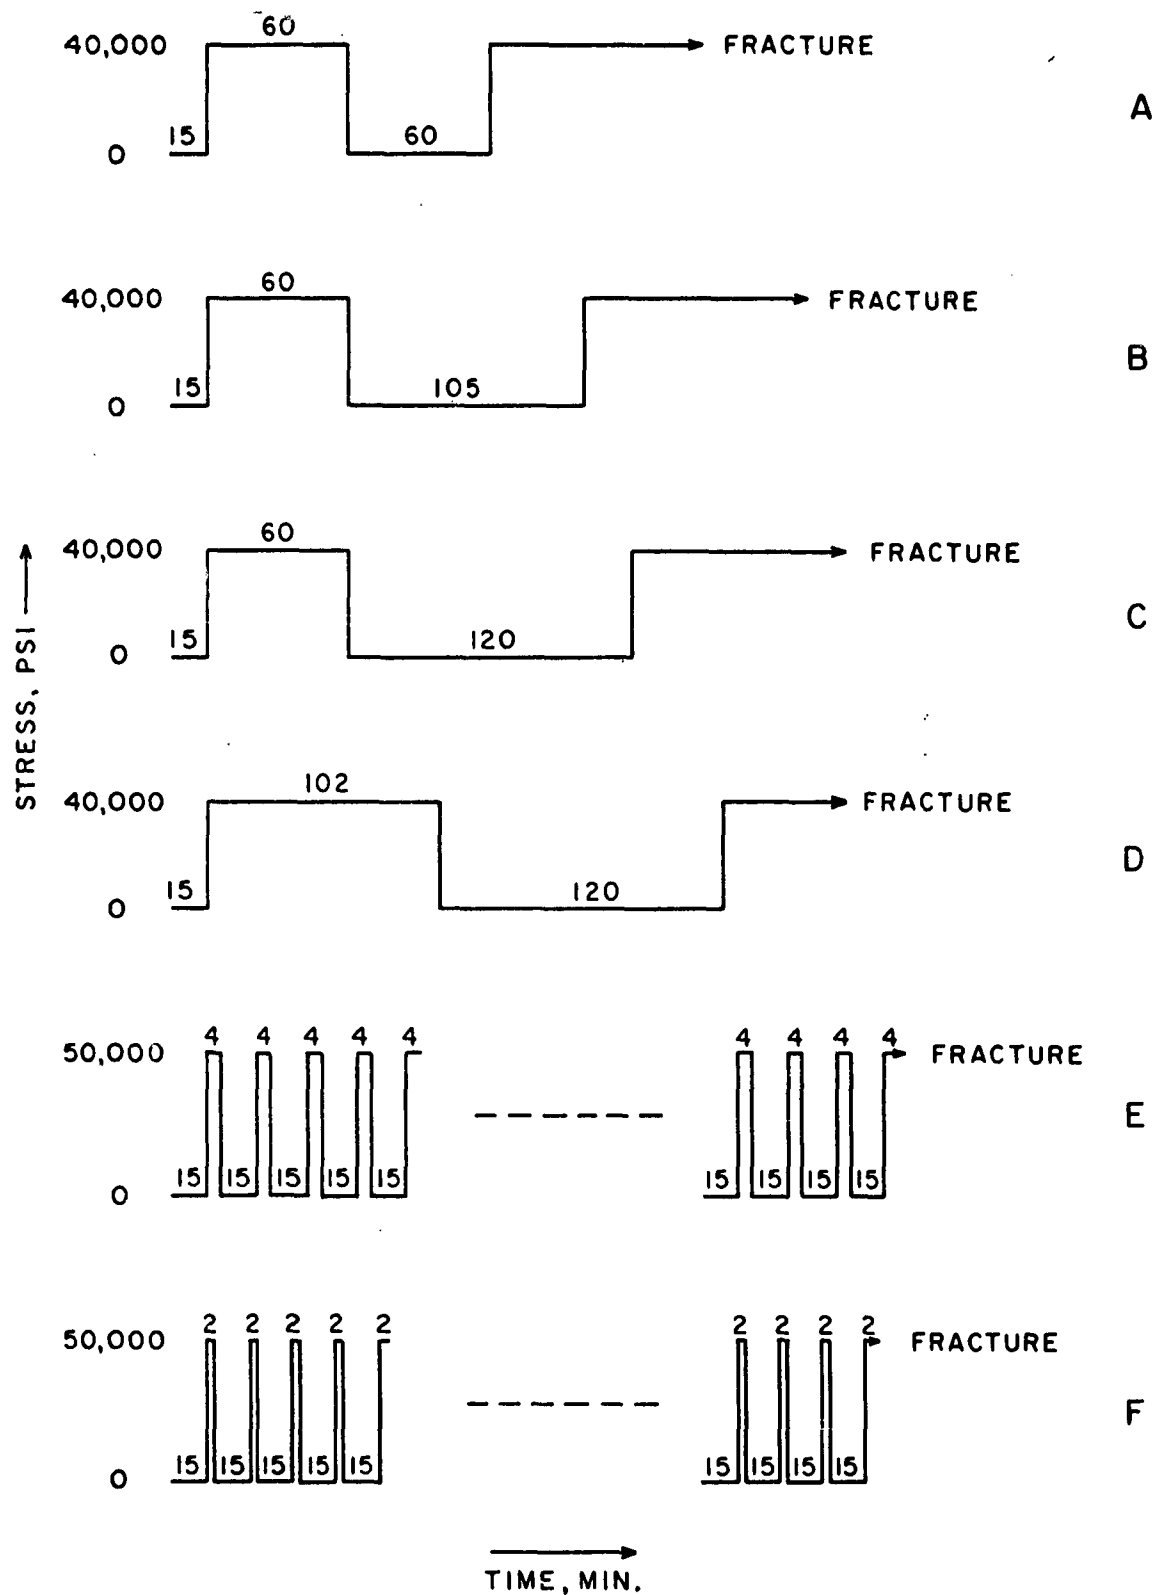 60
40,000 FRACTURE
A
15 60
0
60
40,000 FRACTURE
B
15 105
0
60
40,000 FRACTURE
C
15 120
0
102
40,000 FRACTURE
D
15 120
0
4 4 4 4 4 4 4 4 4
50,000 FRACTURE
E
15 15 15 15 15 15 15 15 15
0
2 2 2 2 2 2 2 2 2
50,000 FRACTURE
F
15 15 15 15 15 15 15 15 15
0
STRESS, PSI
TIME, MIN.